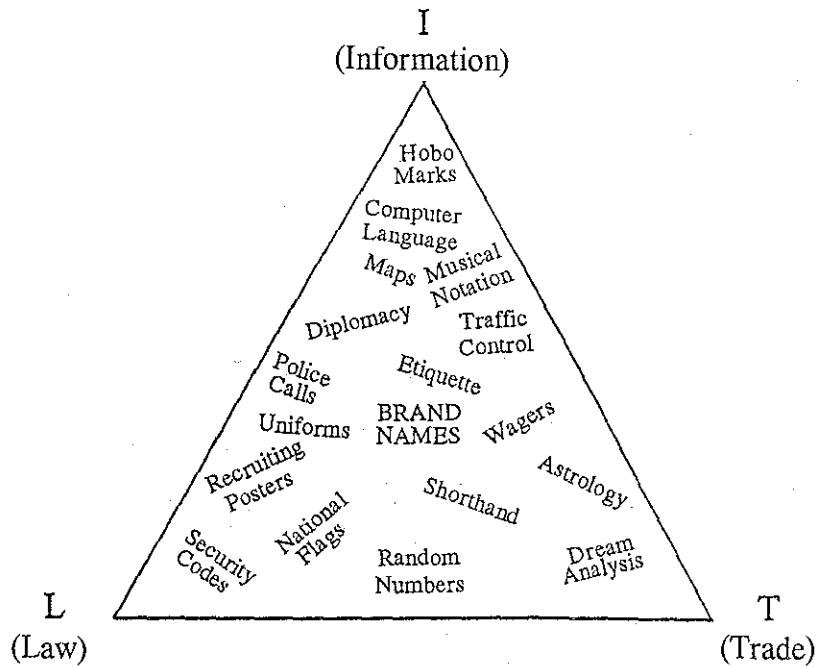 I
(Information)
Hobo
Marks
Computer
Language
Maps
Musical
Notation
Diplomacy
Traffic
Control
Police
Calls
Etiquette
Uniforms
BRAND
NAMES
Wagers
Recruiting
Posters
Astrology
Shorthand
National
Flags
Security
Codes
Random
Numbers
Dream
Analysis
L
(Law)
T
(Trade)